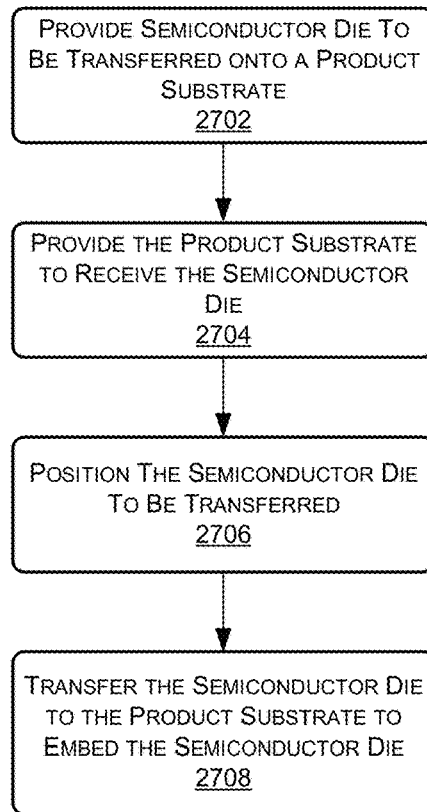 PROVIDE SEMICONDUCTOR DIE TO
BE TRANSFERRED ONTO A PRODUCT
SUBSTRATE
2702
PROVIDE THE PRODUCT SUBSTRATE
TO RECEIVE THE SEMICONDUCTOR
DIE
2704
POSITION THE SEMICONDUCTOR DIE
TO BE TRANSFERRED
2706
TRANSFER THE SEMICONDUCTOR DIE
TO THE PRODUCT SUBSTRATE TO
EMBED THE SEMICONDUCTOR DIE
2708